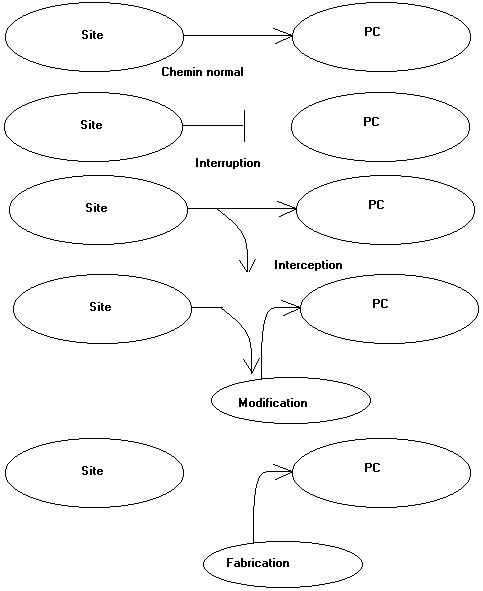 Site
PC
Chemin normal
Site
PC
Interruption
Site
PC
Interception
Site
PC
Modification
Site
PC
Fabrication